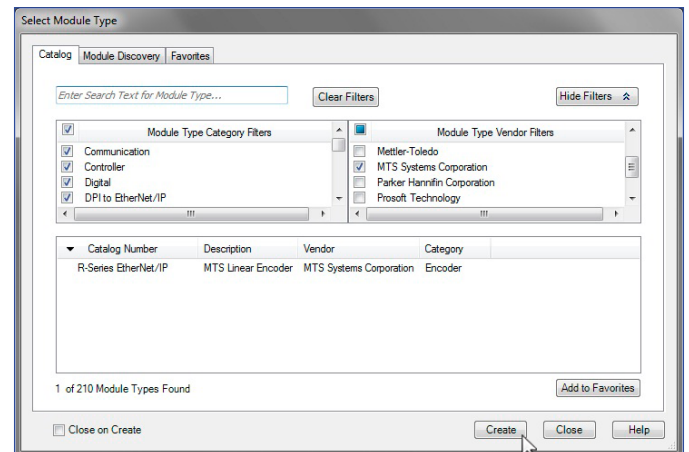 Select Module Type
Catalog Module Discovery Favorites
Enter Search Text for Module Type... Clear Filters Hide Filters
Module Type Category Filters Module Type Vendor Filters
Communication Mettler-Toledo
Controller MTS Systems Corporation
Digital Parker Hannifin Corporation
DPI to EtherNet/IP Prosoft Technology
Catalog Number Description Vendor Category
R-Series EtherNet/IP MTS Linear Encoder MTS Systems Corporation Encoder
1 of 210 Module Types Found Add to Favorites
Close on Create Create Close Help